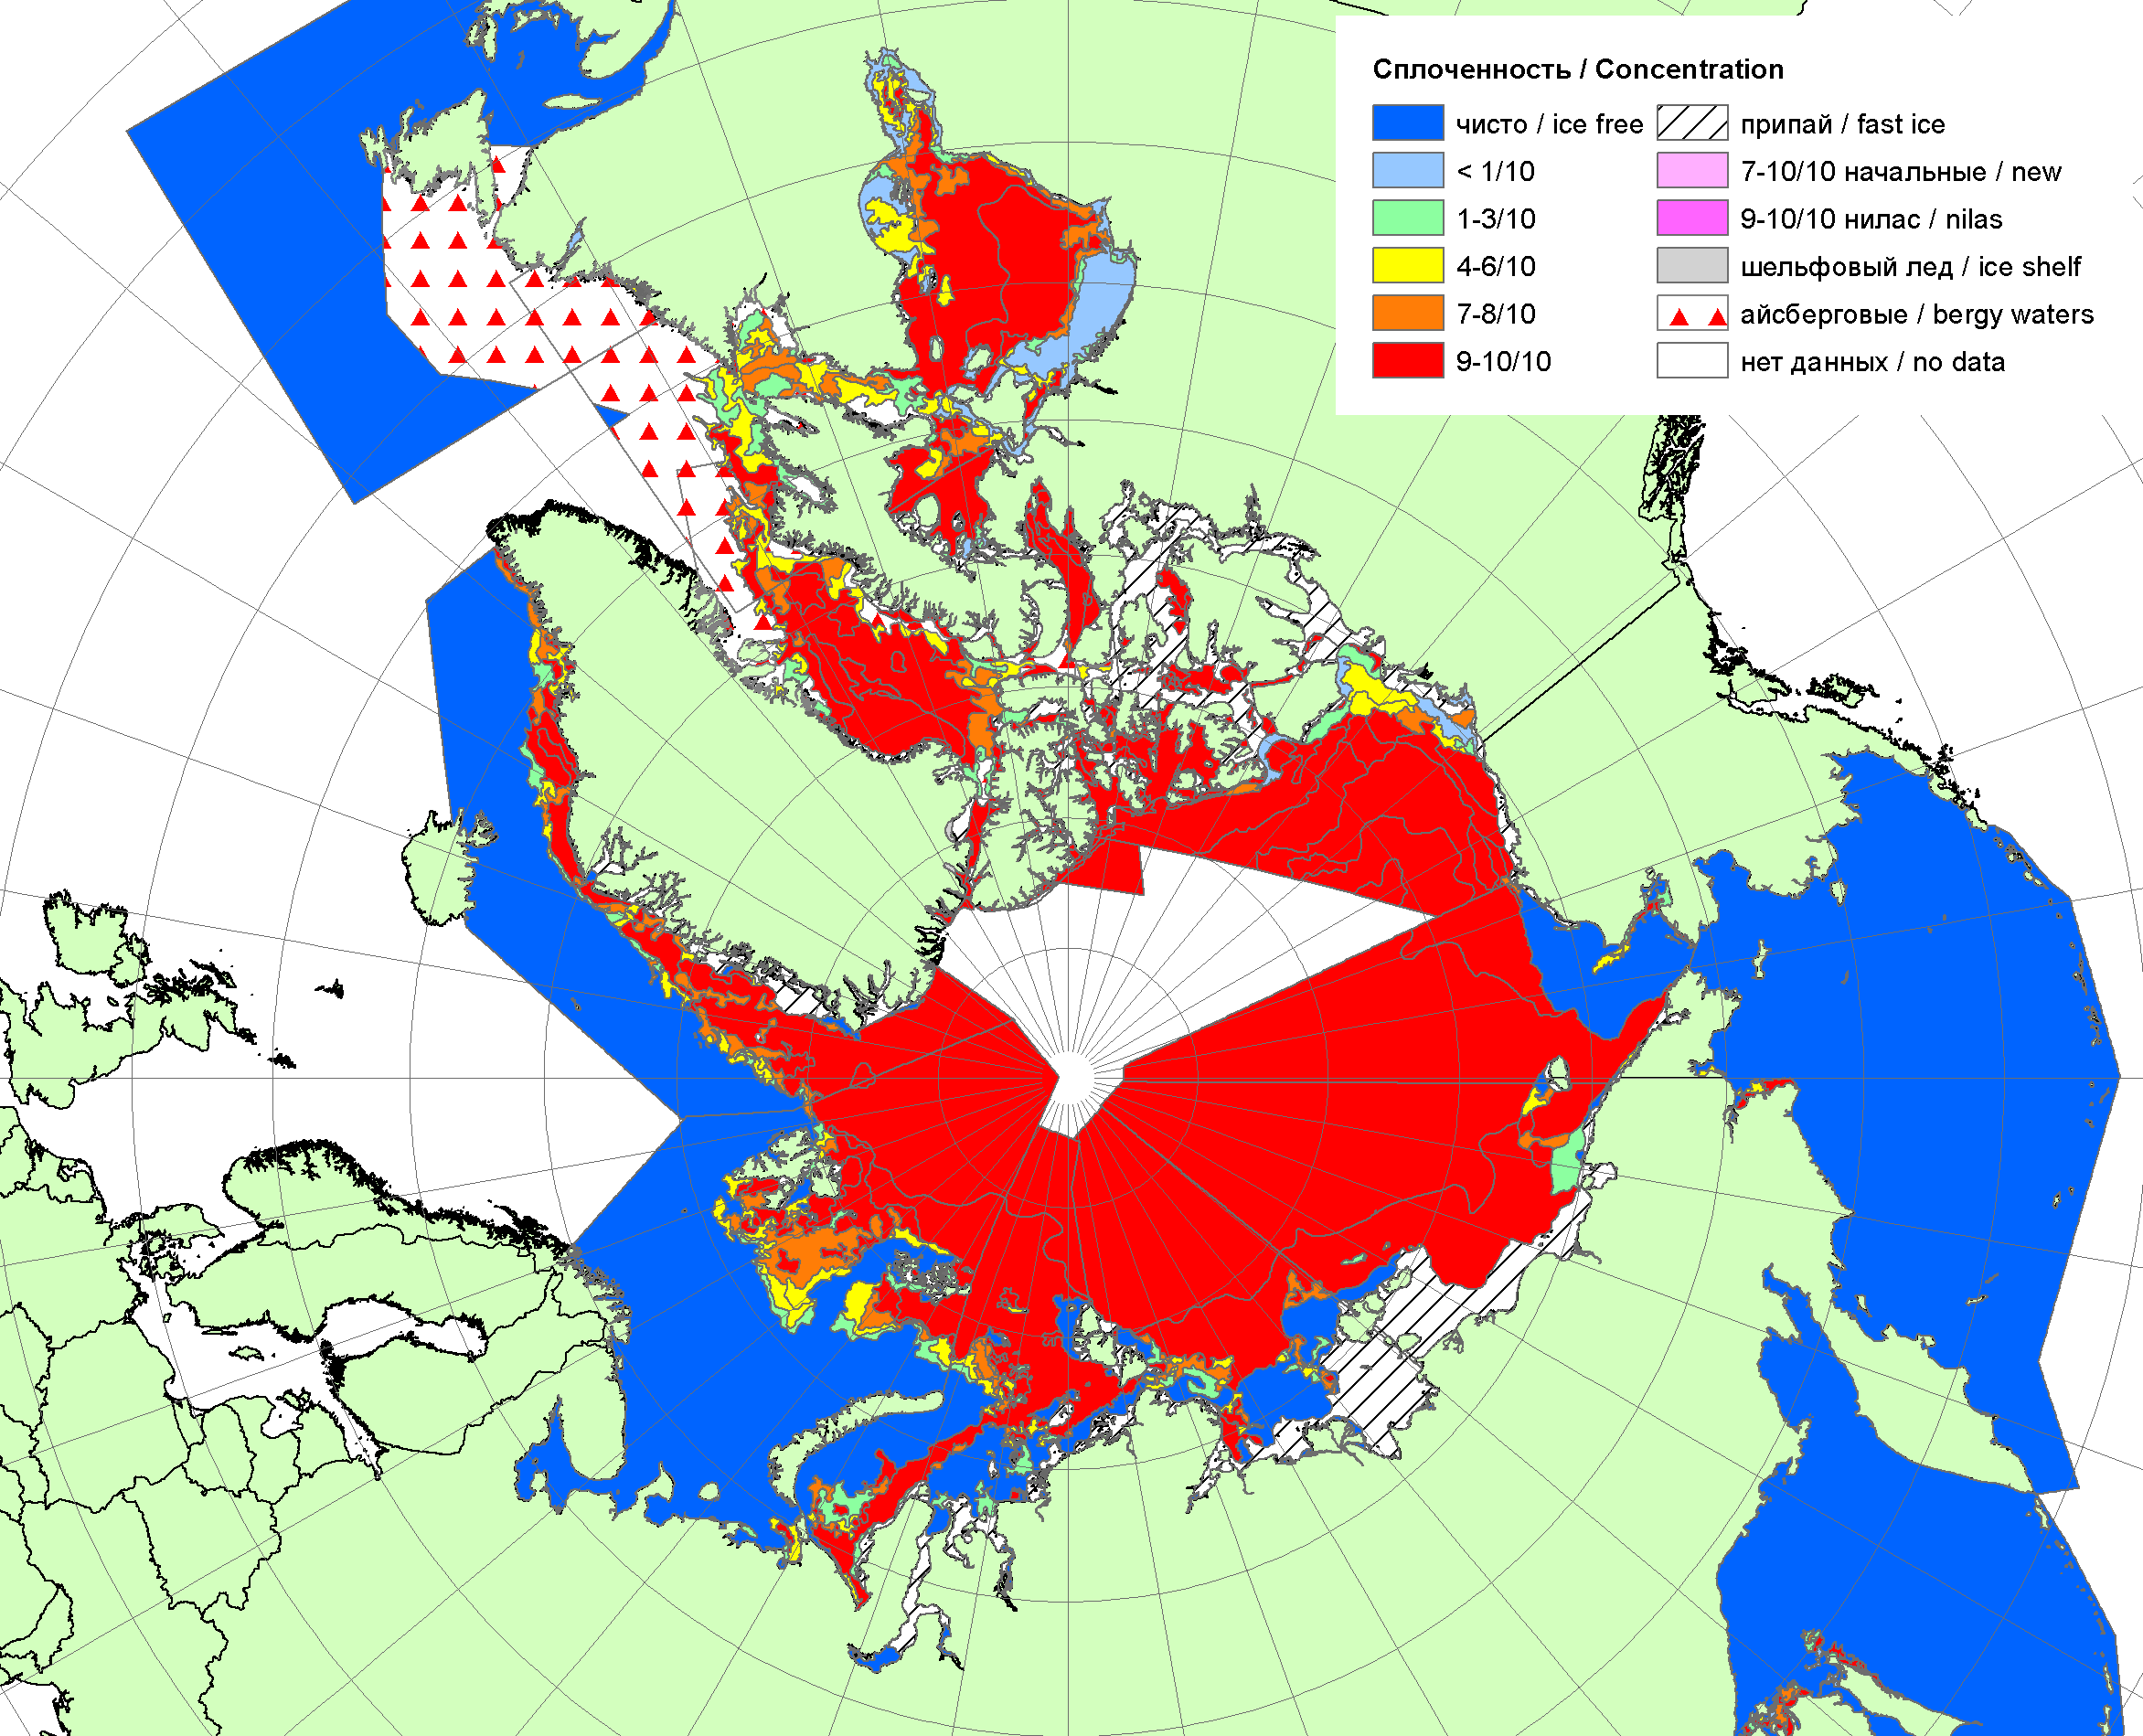 Сплоченность / Concentration
чисто / ice free
< 1/10
1-3/10
4-6/10
7-8/10
9-10/10
припай / fast ice
7-10/10 начальные / new
9-10/10 нилас / nilas
шельфовый лед / ice shelf
айсберговые / bergy waters
нет данных / no data